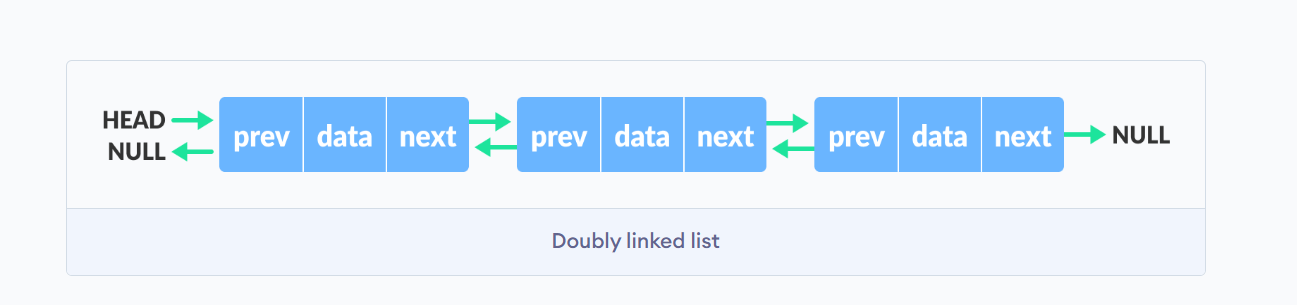 HEAD
NULL
prev data next
prev data next
prev data next
NULL
Doubly linked list